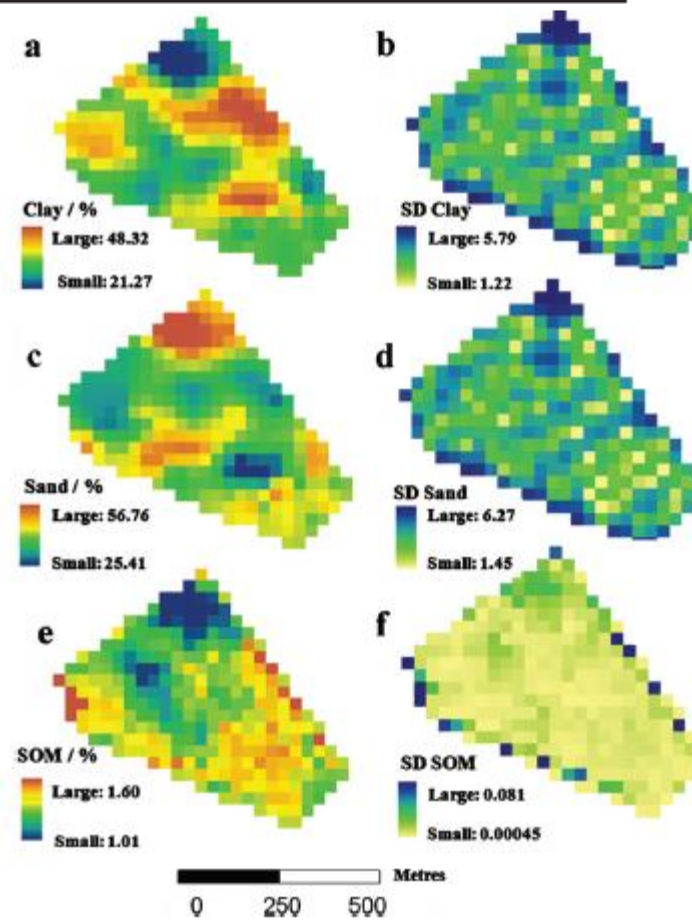 a
b
Clay / %
Large: 48.32
Small: 21.27
SD Clay
Large: 5.79
Small: 1.22
c
d
Sand / %
Large: 56.76
Small: 25.41
SD Sand
Large: 6.27
Small: 1.45
e
f
SOM / %
Large: 1.60
Small: 1.01
SD SOM
Large: 0.081
Small: 0.00045
Metres
0 250 500